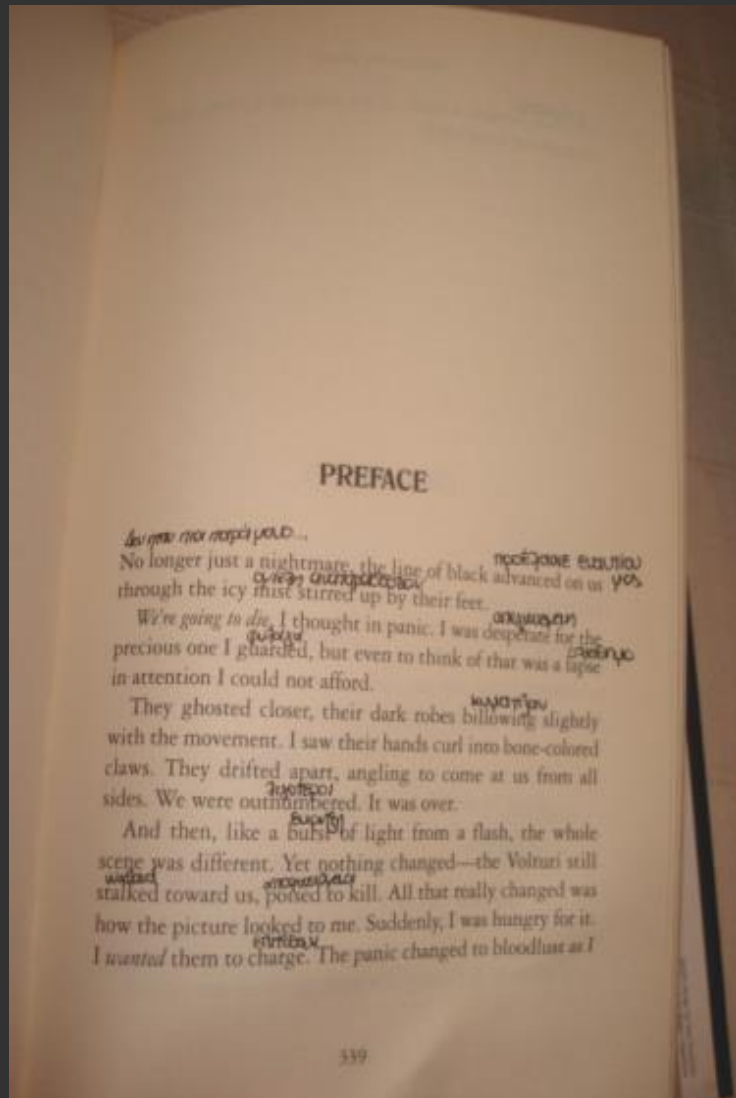 PREFACE
Δεν ηταν πια
προέλασε εναντίον
No longer just a nightmare, the line of black advanced on us
μας
through the icy mist stirred up by their feet.
We're going to die, I thought in panic. I was desperate for the
precious one I guarded, but even to think of that was a lapse
in attention I could not afford.
They ghosted closer, their dark robes billowing slightly
with the movement. I saw their hands curl into bone-colored
claws. They drifted apart, angling to come at us from all
λιγότεροι
sides. We were outnumbered. It was over.
And then, like a burst of light from a flash, the whole
scene was different. Yet nothing changed—the Volturi still
stalked toward us, poised to kill. All that really changed was
how the picture looked to me. Suddenly, I was hungry for it.
I wanted them to charge. The panic changed to bloodlust as I
339